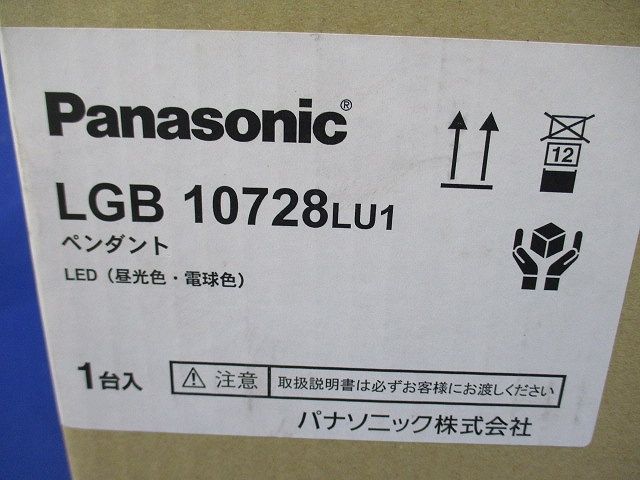 Panasonic®
LGB 10728LU1
ペンダント
LED（昼光色・電球色）
12
1台入
注意 取扱説明書は必ずお客様にお渡しください
パナソニック株式会社